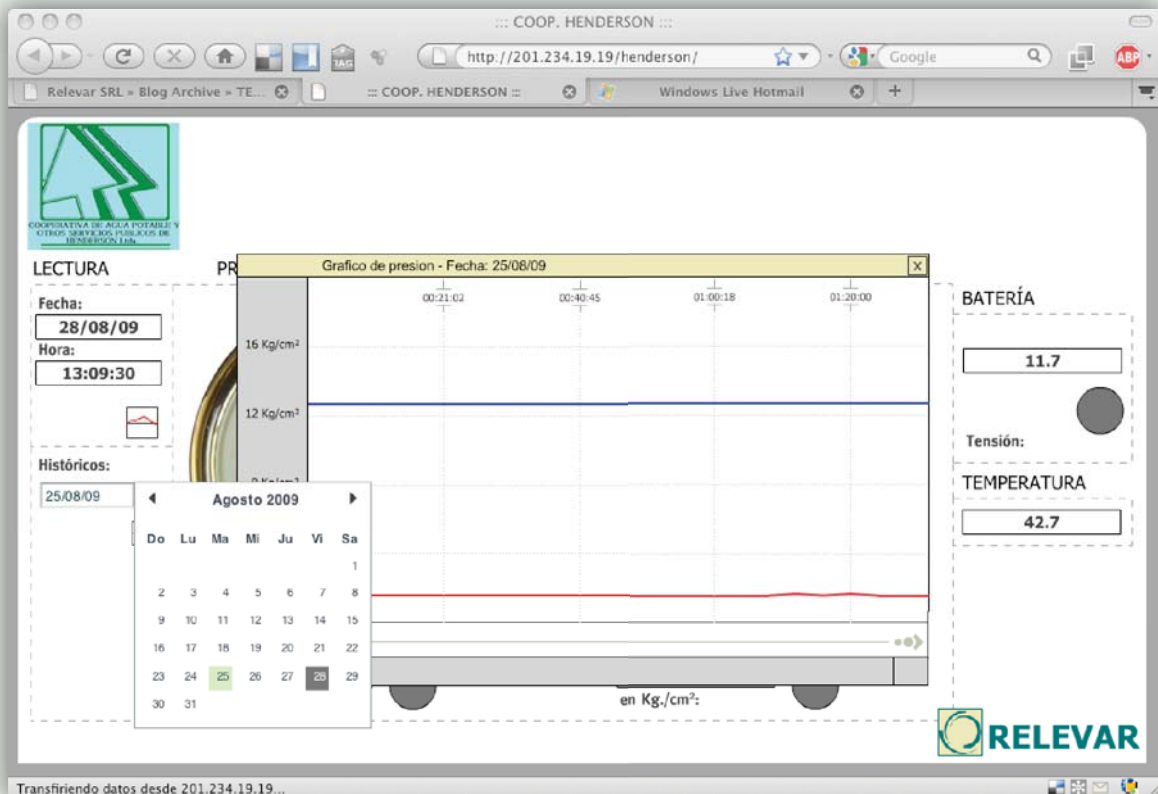 ::: COOP. HENDERSON :::
TAG
http://201.234.19.19/henderson/
Google
ABP
Relevar SRL » Blog Archive » TE...
::: COOP. HENDERSON :::
Windows Live Hotmail
COOPERATIVA DE AGUA POTABLE Y
OTROS SERVICIOS PUBLICOS DE
HENDERSON Ltda.
LECTURA
PR
Grafico de presion - Fecha: 25/08/09
X
Fecha:
28/08/09
Hora:
13:09:30
00:21:02 00:40:45 01:00:18 01:20:00
16 Kg/cm²
12 Kg/cm²
BATERÍA
11.7
Tensión:
TEMPERATURA
42.7
Históricos:
25/08/09
Agosto 2009
Do Lu Ma Mi Ju Vi Sa
1
2 3 4 5 6 7 8
9 10 11 12 13 14 15
16 17 18 19 20 21 22
23 24 25 26 27 28 29
30 31
en Kg./cm²:
RELEVAR
Transfiriendo datos desde 201.234.19.19...